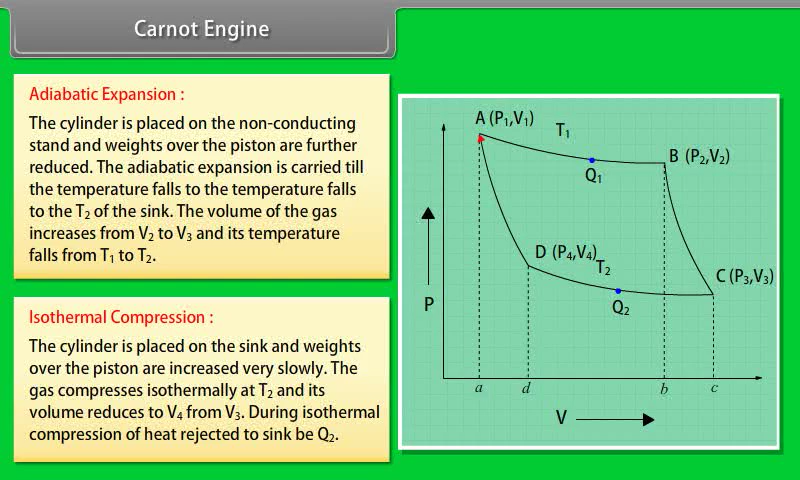 Carnot Engine
Adiabatic Expansion :
The cylinder is placed on the non-conducting
stand and weights over the piston are further
reduced. The adiabatic expansion is carried till
the temperature falls to the temperature falls
to the T₂ of the sink. The volume of the gas
increases from V₂ to V₃ and its temperature
falls from T₁ to T₂.
Isothermal Compression :
The cylinder is placed on the sink and weights
over the piston are increased very slowly. The
gas compresses isothermally at T₂ and its
volume reduces to V₄ from V₃. During isothermal
compression of heat rejected to sink be Q₂.
A (P₁,V₁)
T₁
B (P₂,V₂)
Q₁
D (P₄,V₄)
T₂
C (P₃,V₃)
Q₂
P
a d b c
V